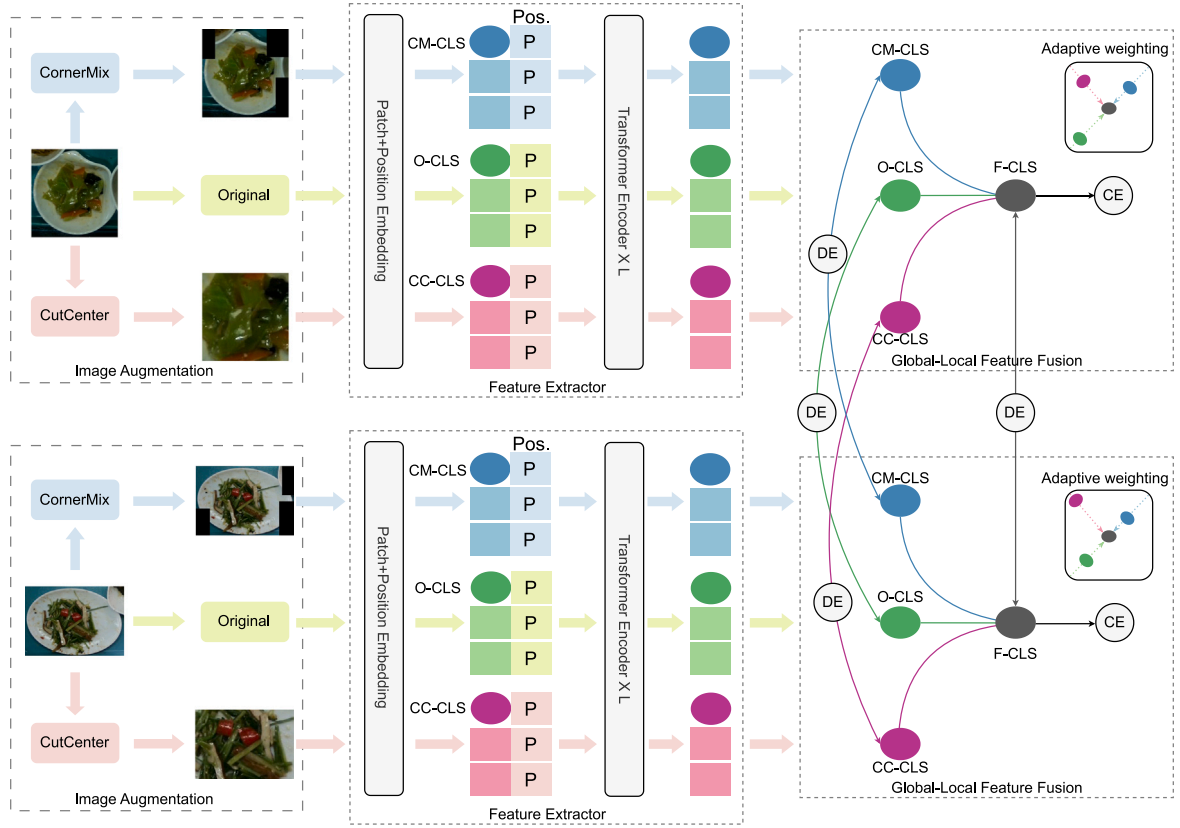 CornerMix
Original
CutCenter
Image Augmentation
Patch+Position Embedding
Pos.
CM-CLS
P
P
P
O-CLS
P
P
P
CC-CLS
P
P
P
Transformer Encoder X L
Feature Extractor
CM-CLS
O-CLS
CC-CLS
F-CLS
CE
Adaptive weighting
Global-Local Feature Fusion
DE
DE
DE
DE
CornerMix
Original
CutCenter
Image Augmentation
Patch+Position Embedding
Pos.
CM-CLS
P
P
P
O-CLS
P
P
P
CC-CLS
P
P
P
Transformer Encoder X L
Feature Extractor
CM-CLS
O-CLS
CC-CLS
F-CLS
CE
Adaptive weighting
Global-Local Feature Fusion